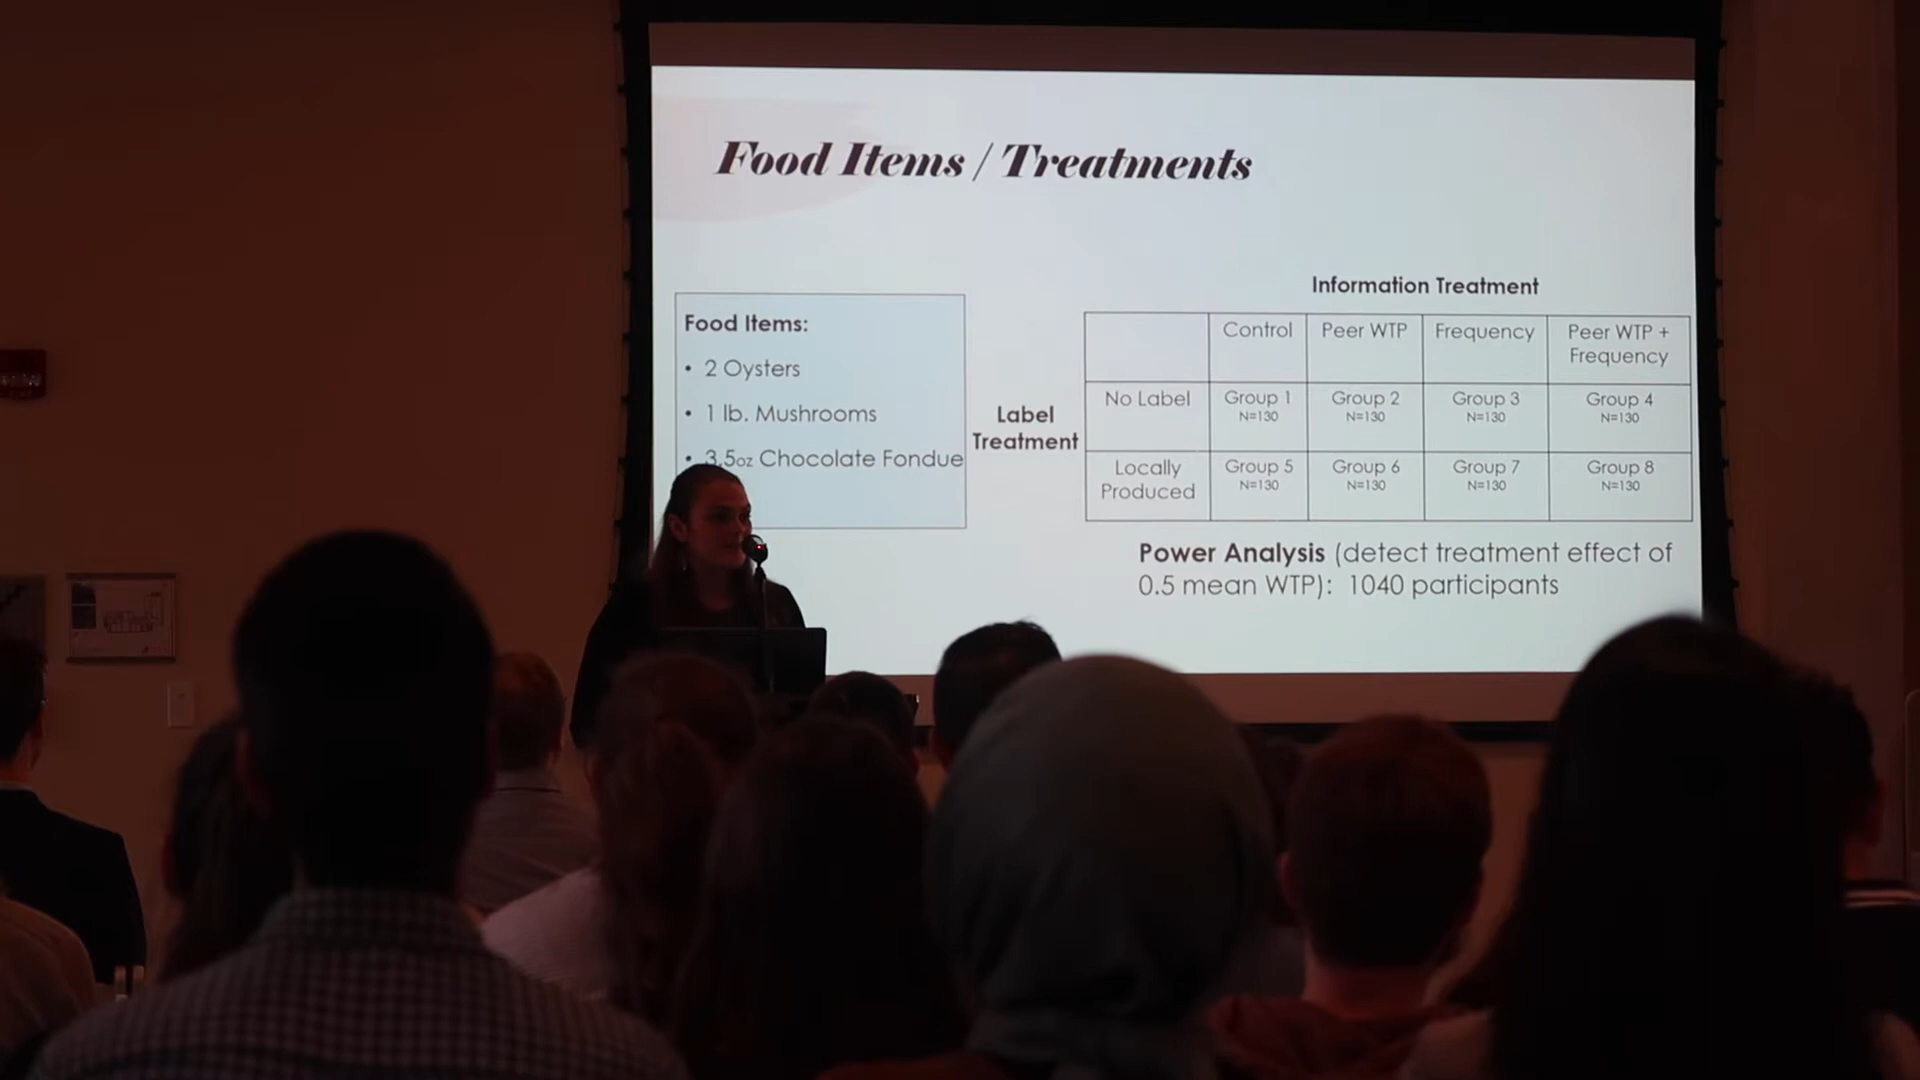 Food Items / Treatments
Food Items:
• 2 Oysters
• 1 lb. Mushrooms
• 3.5oz Chocolate Fondue
Label
Treatment
Information Treatment
Control Peer WTP Frequency Peer WTP +
Frequency
No Label Group 1 Group 2 Group 3 Group 4
N=130 N=130 N=130 N=130
Locally Group 5 Group 6 Group 7 Group 8
Produced N=130 N=130 N=130 N=130
Power Analysis (detect treatment effect of
0.5 mean WTP): 1040 participants